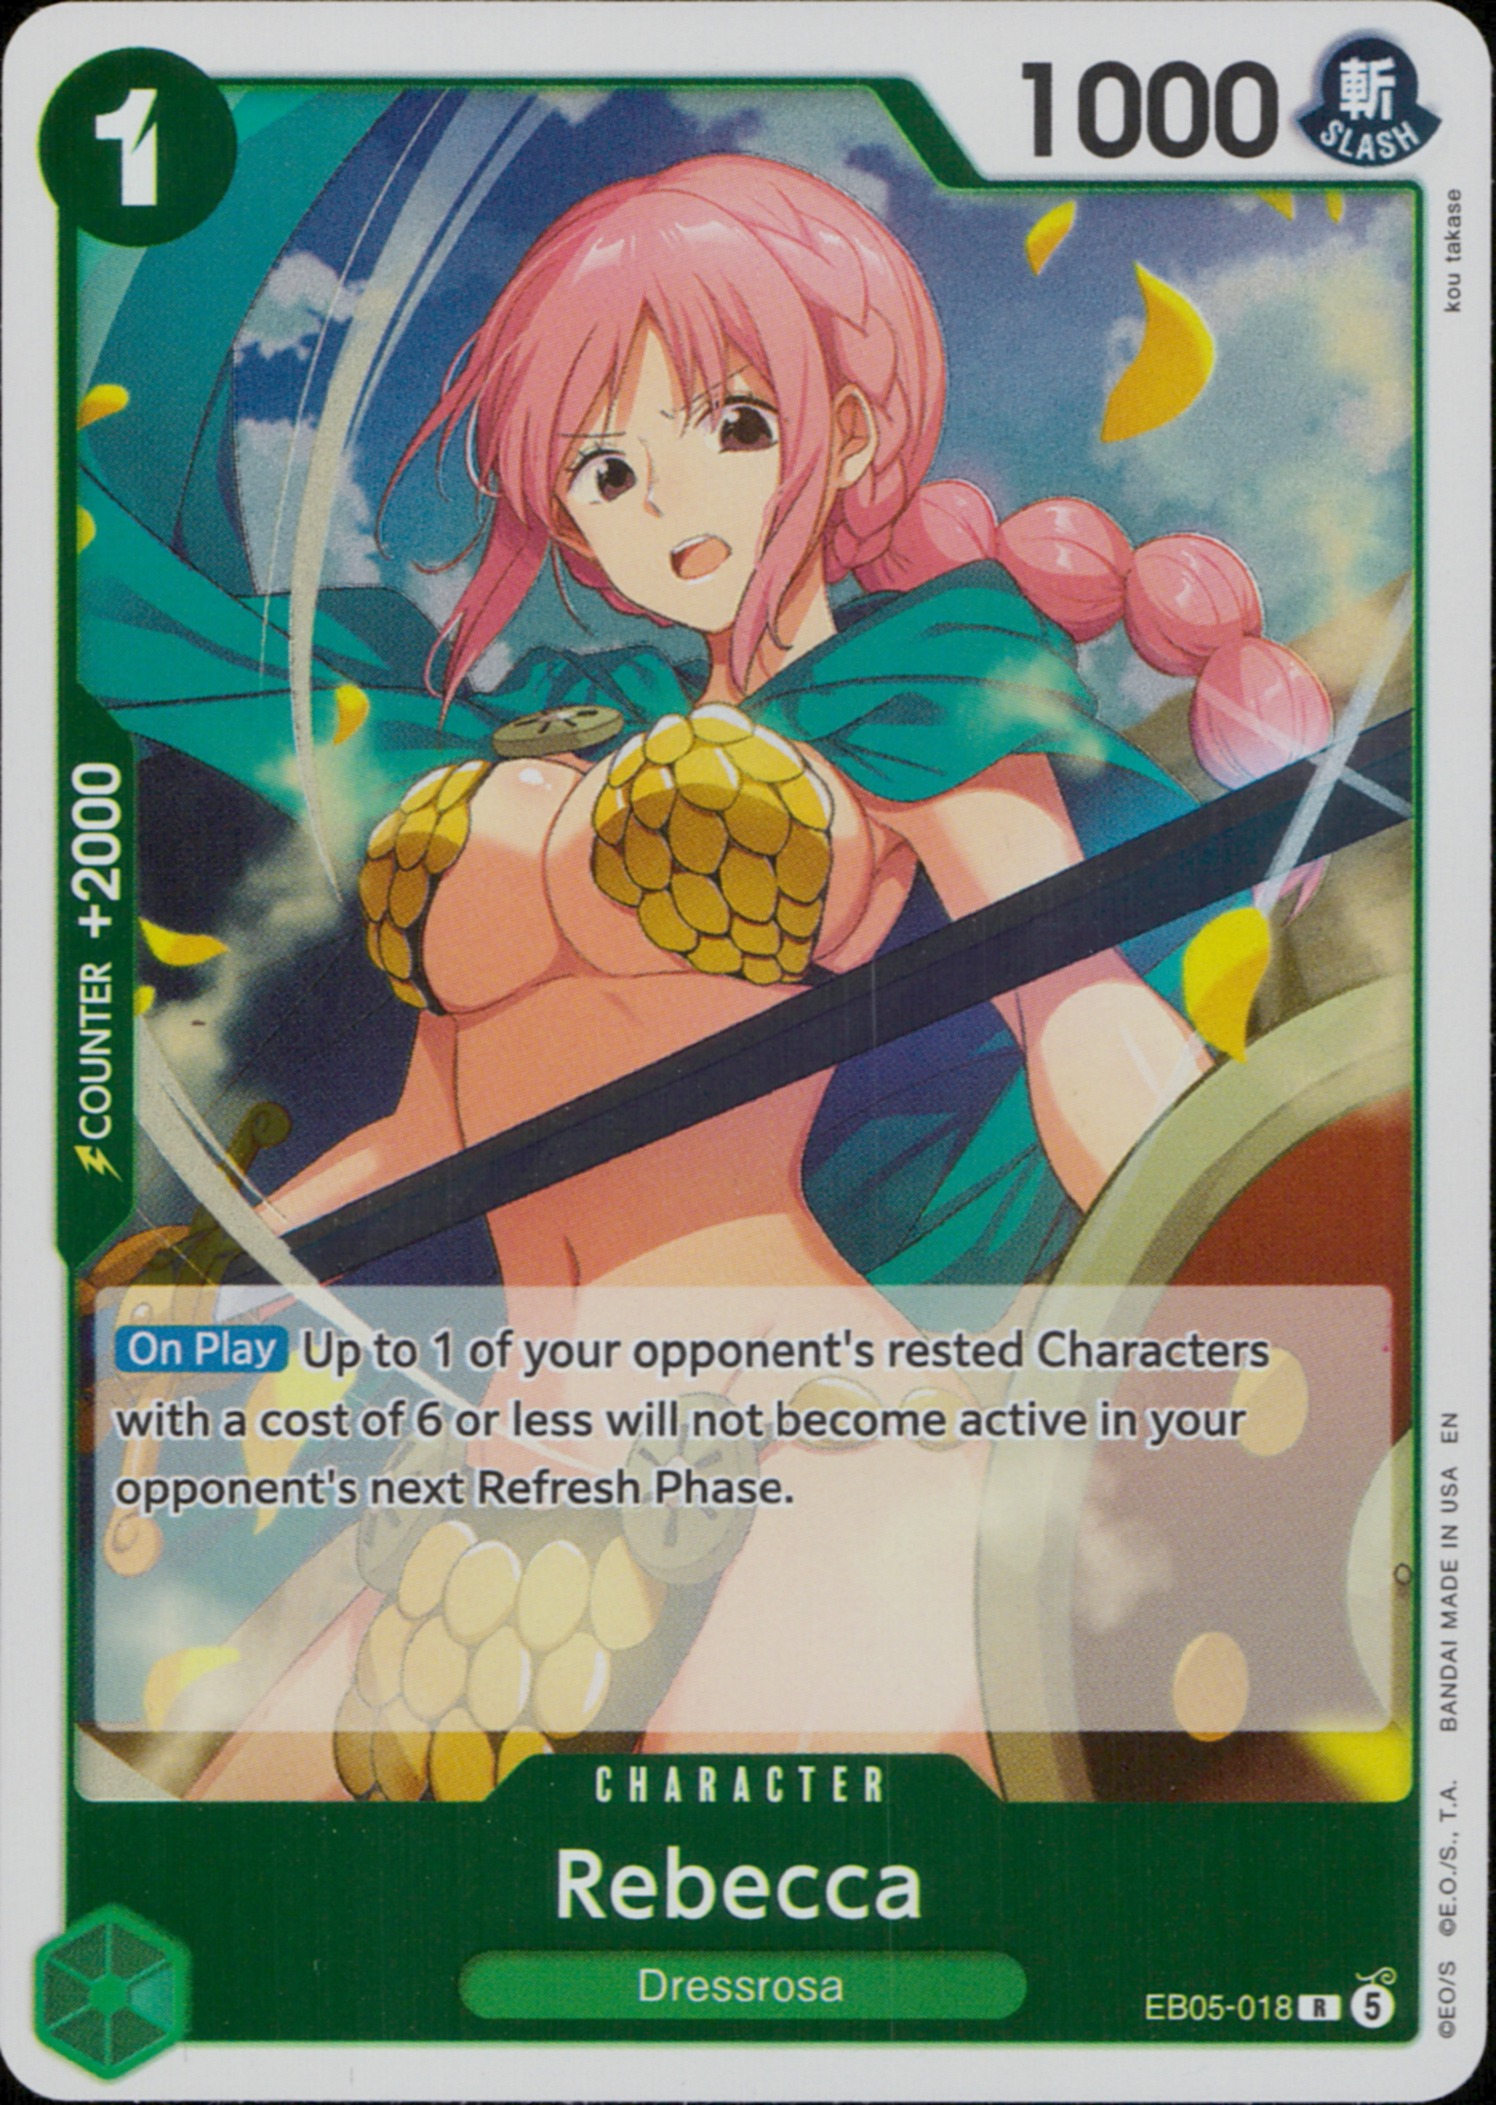 1
1000
斬
SLASH
kou takase
COUNTER +2000
On Play Up to 1 of your opponent's rested Characters
with a cost of 6 or less will not become active in your
opponent's next Refresh Phase.
CHARACTER
Rebecca
Dressrosa
EB05-018 R 5
©EO/S ©E.O./S., T.A. BANDAI MADE IN USA EN